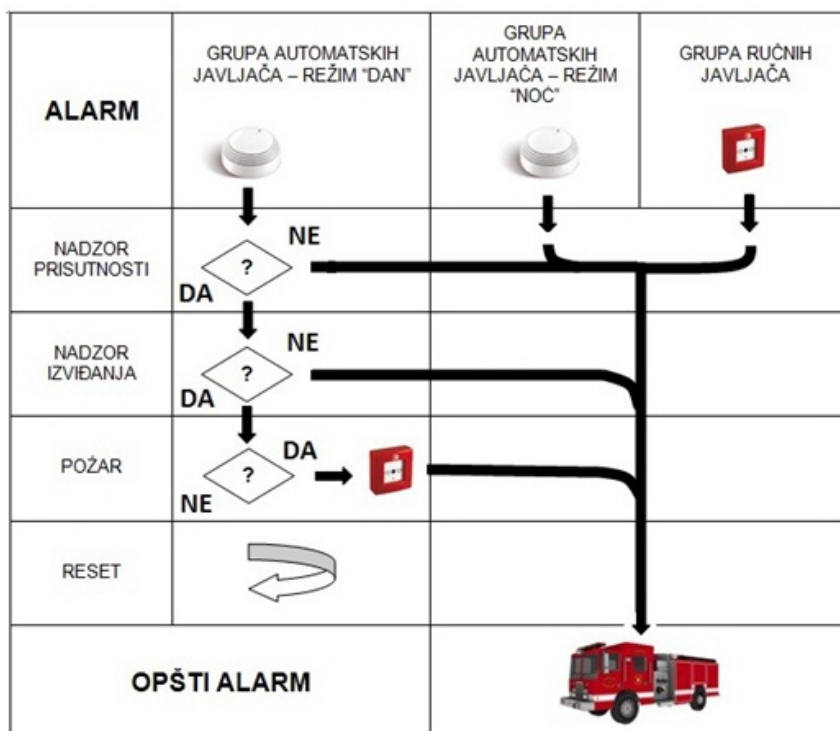 ALARM
GRUPA AUTOMATSKIH
JAVLJAČA – REŽIM "DAN"
GRUPA
AUTOMATSKIH
JAVLJAČA – REŽIM
"NOĆ"
GRUPA RUČNIH
JAVLJAČA
NADZOR
PRISUTNOSTI
?
NE
DA
NADZOR
IZVIĐANJA
?
NE
DA
POŽAR
?
DA
NE
RESET
OPŠTI ALARM